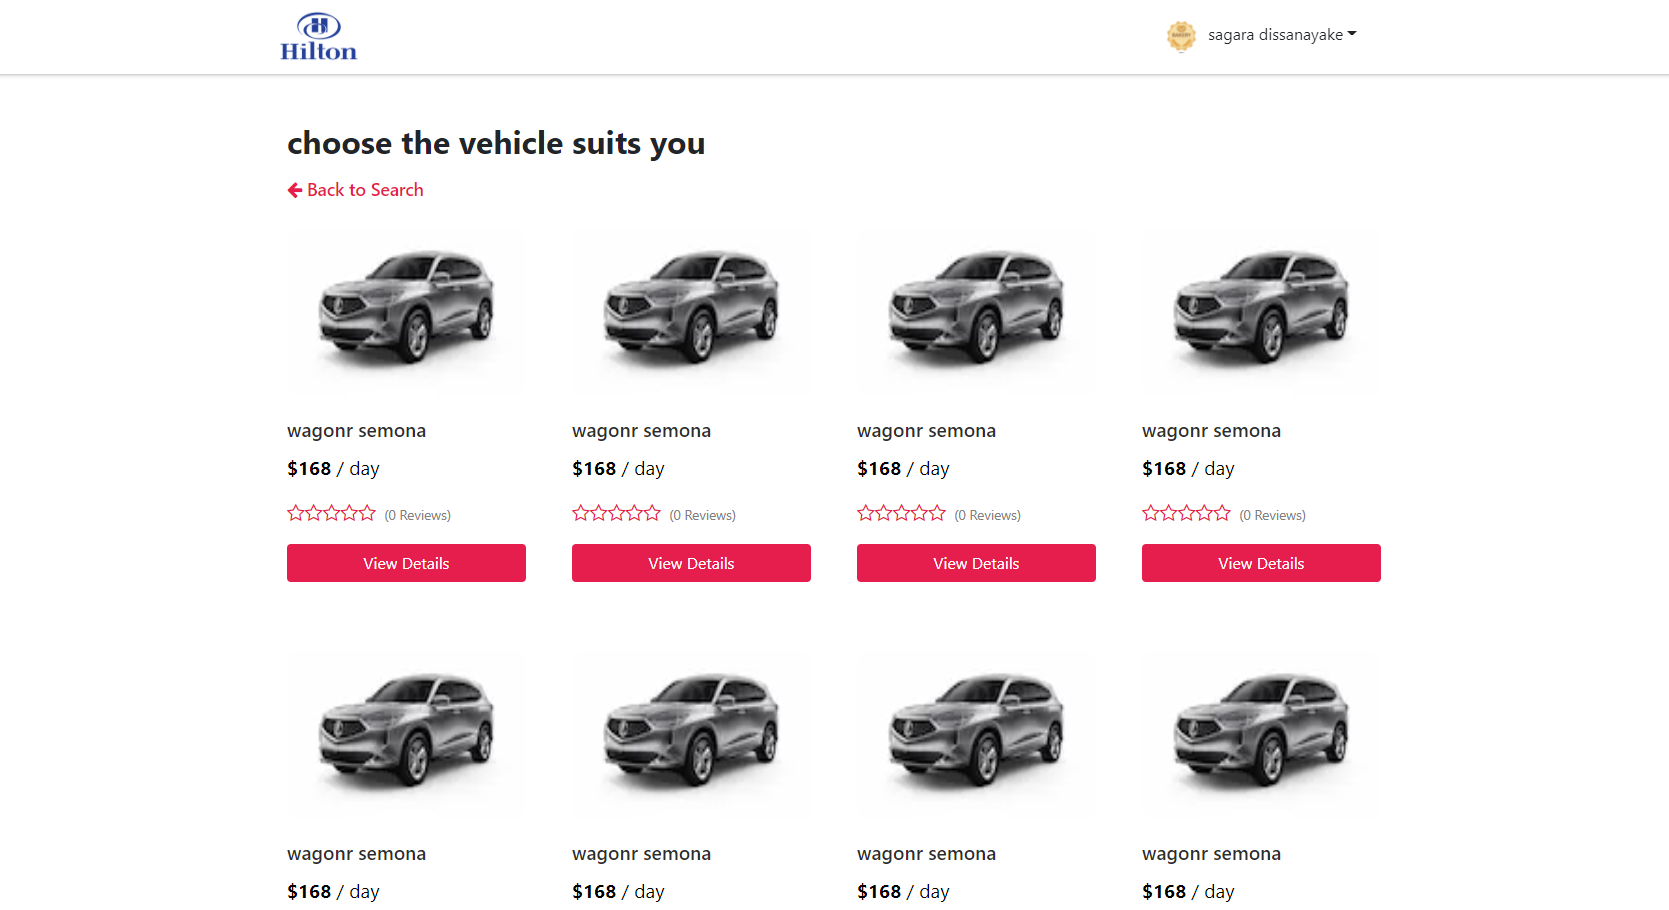 Hilton
sagara dissanayake
choose the vehicle suits you
Back to Search
wagonr semona wagonr semona wagonr semona wagonr semona
$168 / day $168 / day $168 / day $168 / day
(0 Reviews) (0 Reviews) (0 Reviews) (0 Reviews)
View Details View Details View Details View Details
wagonr semona wagonr semona wagonr semona wagonr semona
$168 / day $168 / day $168 / day $168 / day